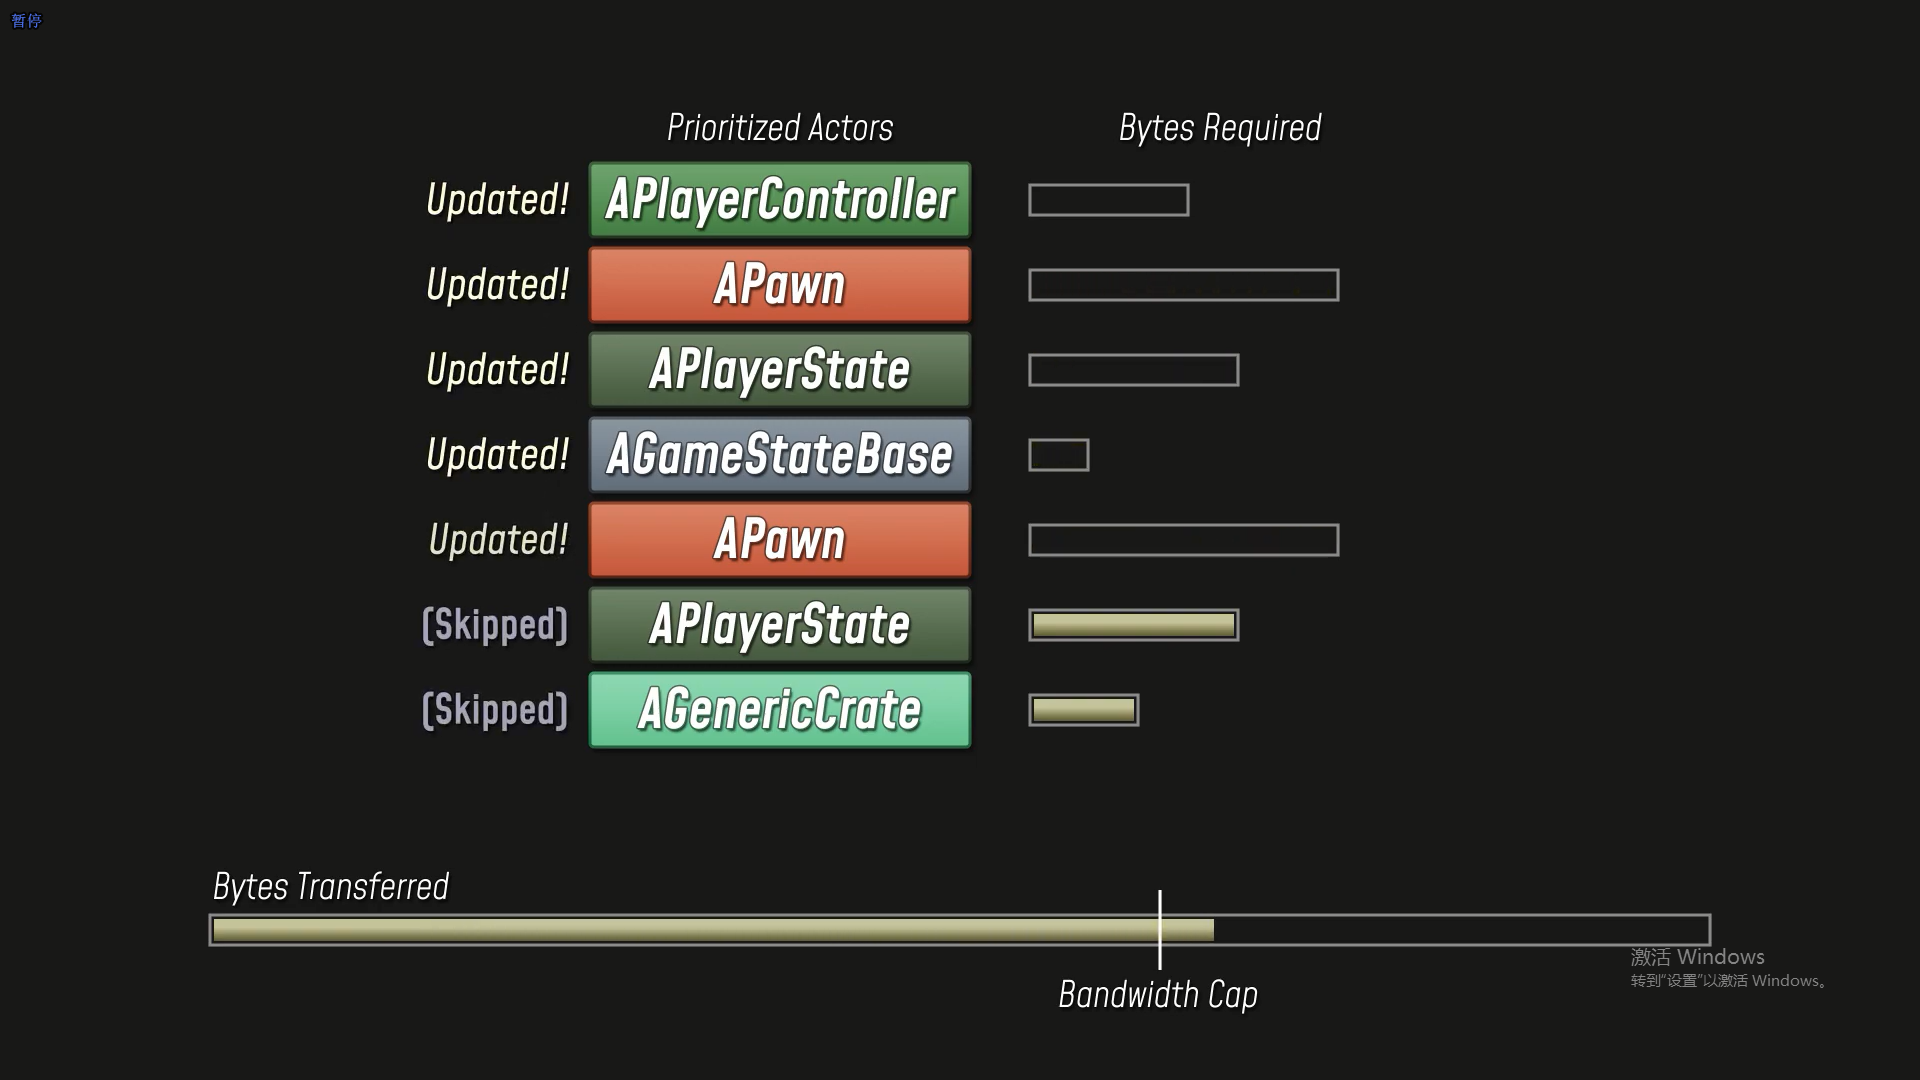 暂停
Prioritized Actors
Bytes Required
Updated!
APlayerController
Updated!
APawn
Updated!
APlayerState
Updated!
AGameStateBase
Updated!
APawn
(Skipped)
APlayerState
(Skipped)
AGenericCrate
Bytes Transferred
Bandwidth Cap
激活 Windows
转到“设置”以激活 Windows。